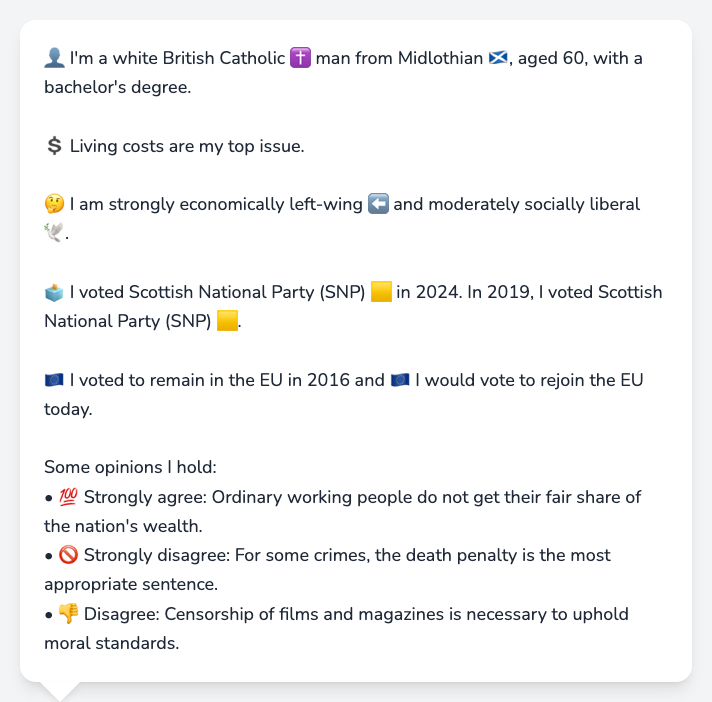 👤 I'm a white British Catholic ✝️ man from Midlothian 🏴󠁧󠁢󠁳󠁣󠁴󠁿, aged 60, with a
bachelor's degree.
💲 Living costs are my top issue.
🤔 I am strongly economically left-wing ⬅️ and moderately socially liberal
🕊️.
🗳️ I voted Scottish National Party (SNP) 🟨 in 2024. In 2019, I voted Scottish
National Party (SNP) 🟨.
🇪🇺 I voted to remain in the EU in 2016 and 🇪🇺 I would vote to rejoin the EU
today.
Some opinions I hold:
• 💯 Strongly agree: Ordinary working people do not get their fair share of
the nation's wealth.
• 🚫 Strongly disagree: For some crimes, the death penalty is the most
appropriate sentence.
• 👎 Disagree: Censorship of films and magazines is necessary to uphold
moral standards.